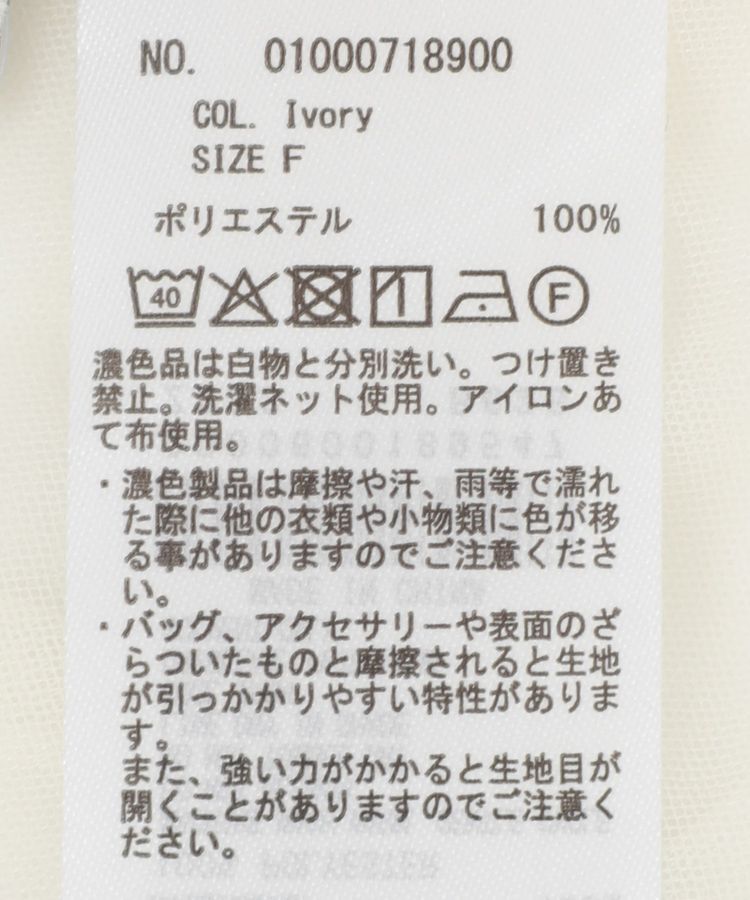 NO. 01000718900
COL. Ivory
SIZE F
ポリエステル 100%
40 F
濃色品は白物と分別洗い。つけ置き
禁止。洗濯ネット使用。アイロンあ
て布使用。
・濃色製品は摩擦や汗、雨等で濡れ
た際に他の衣類や小物類に色が移
る事がありますのでご注意くださ
い。
・バッグ、アクセサリーや表面のざ
らついたものと摩擦されると生地
が引っかかりやすい特性がありま
す。
また、強い力がかかると生地目が
開くことがありますのでご注意く
ださい。